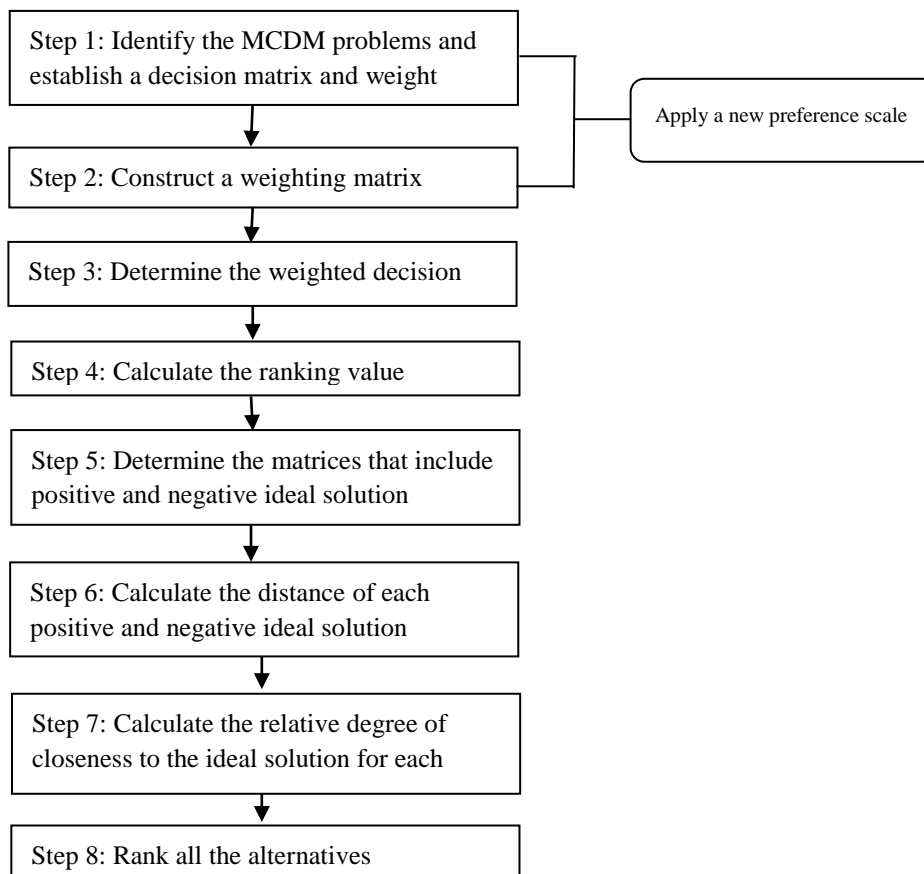 Step 1: Identify the MCDM problems and
establish a decision matrix and weight
Apply a new preference scale
Step 2: Construct a weighting matrix
Step 3: Determine the weighted decision
Step 4: Calculate the ranking value
Step 5: Determine the matrices that include
positive and negative ideal solution
Step 6: Calculate the distance of each
positive and negative ideal solution
Step 7: Calculate the relative degree of
closeness to the ideal solution for each
Step 8: Rank all the alternatives